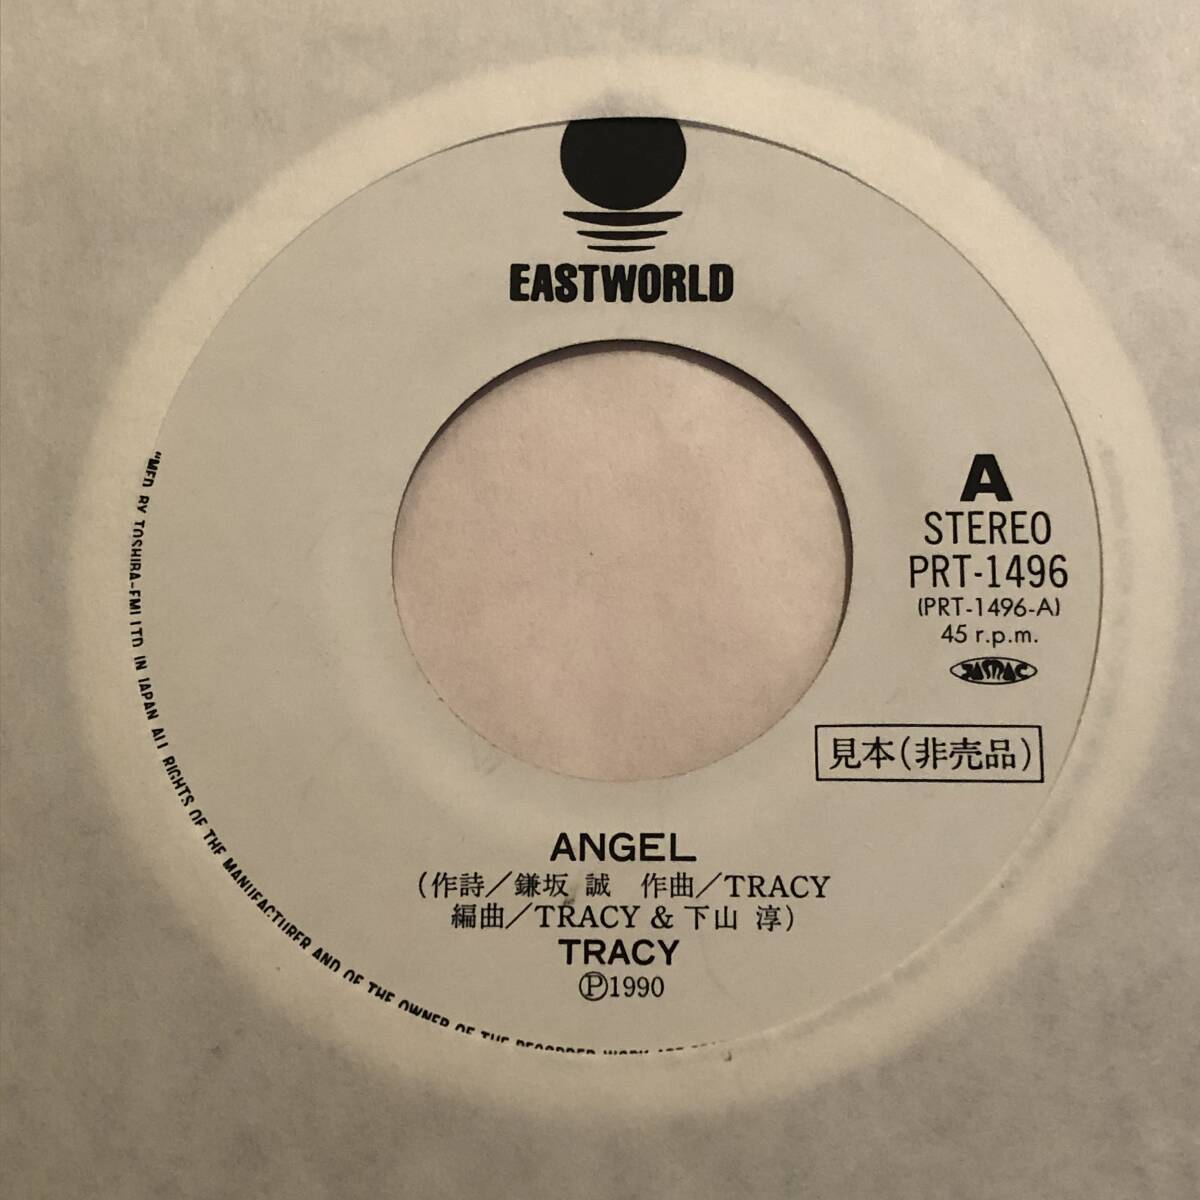 EASTWORLD
A
STEREO
PRT-1496
(PRT-1496-A)
45 r.p.m.
見本(非売品)
ANGEL
(作詩/鎌坂 誠 作曲/TRACY
編曲/TRACY & 下山 淳)
TRACY
Ⓟ1990
"MFD BY TOSHIBA-EMI LTD IN JAPAN ALL RIGHTS OF THE MANUFACTURER AND OF THE OWNER OF THE RECORDED WORK